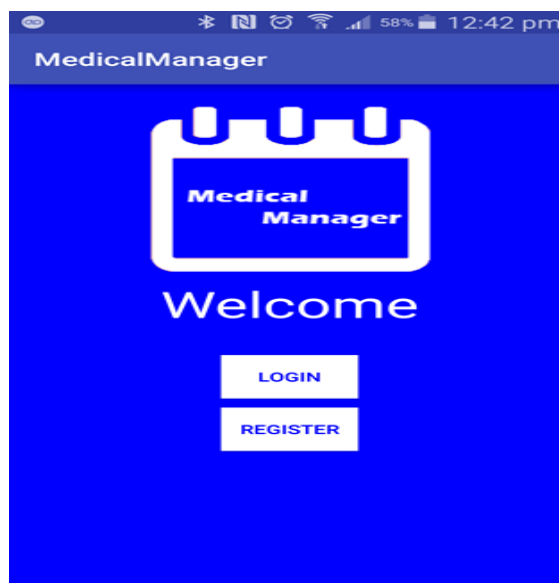 58% 12:42 pm
MedicalManager
Medical
Manager
Welcome
LOGIN
REGISTER